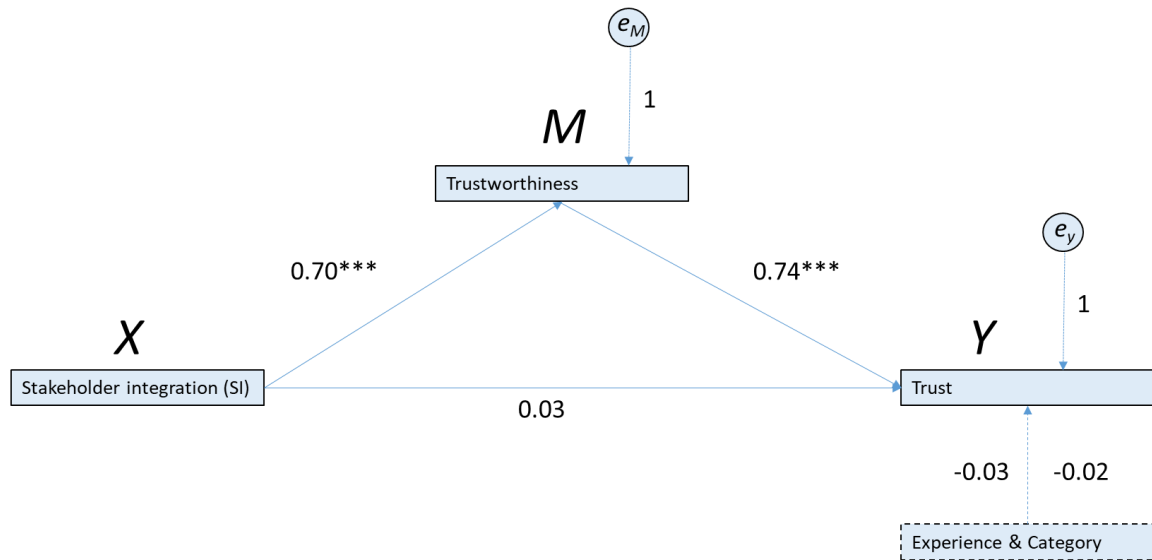 e_M
1
M
Trustworthiness
e_y
0.70***
0.74***
1
X
Y
Stakeholder integration (SI)
Trust
0.03
-0.03
-0.02
Experience & Category